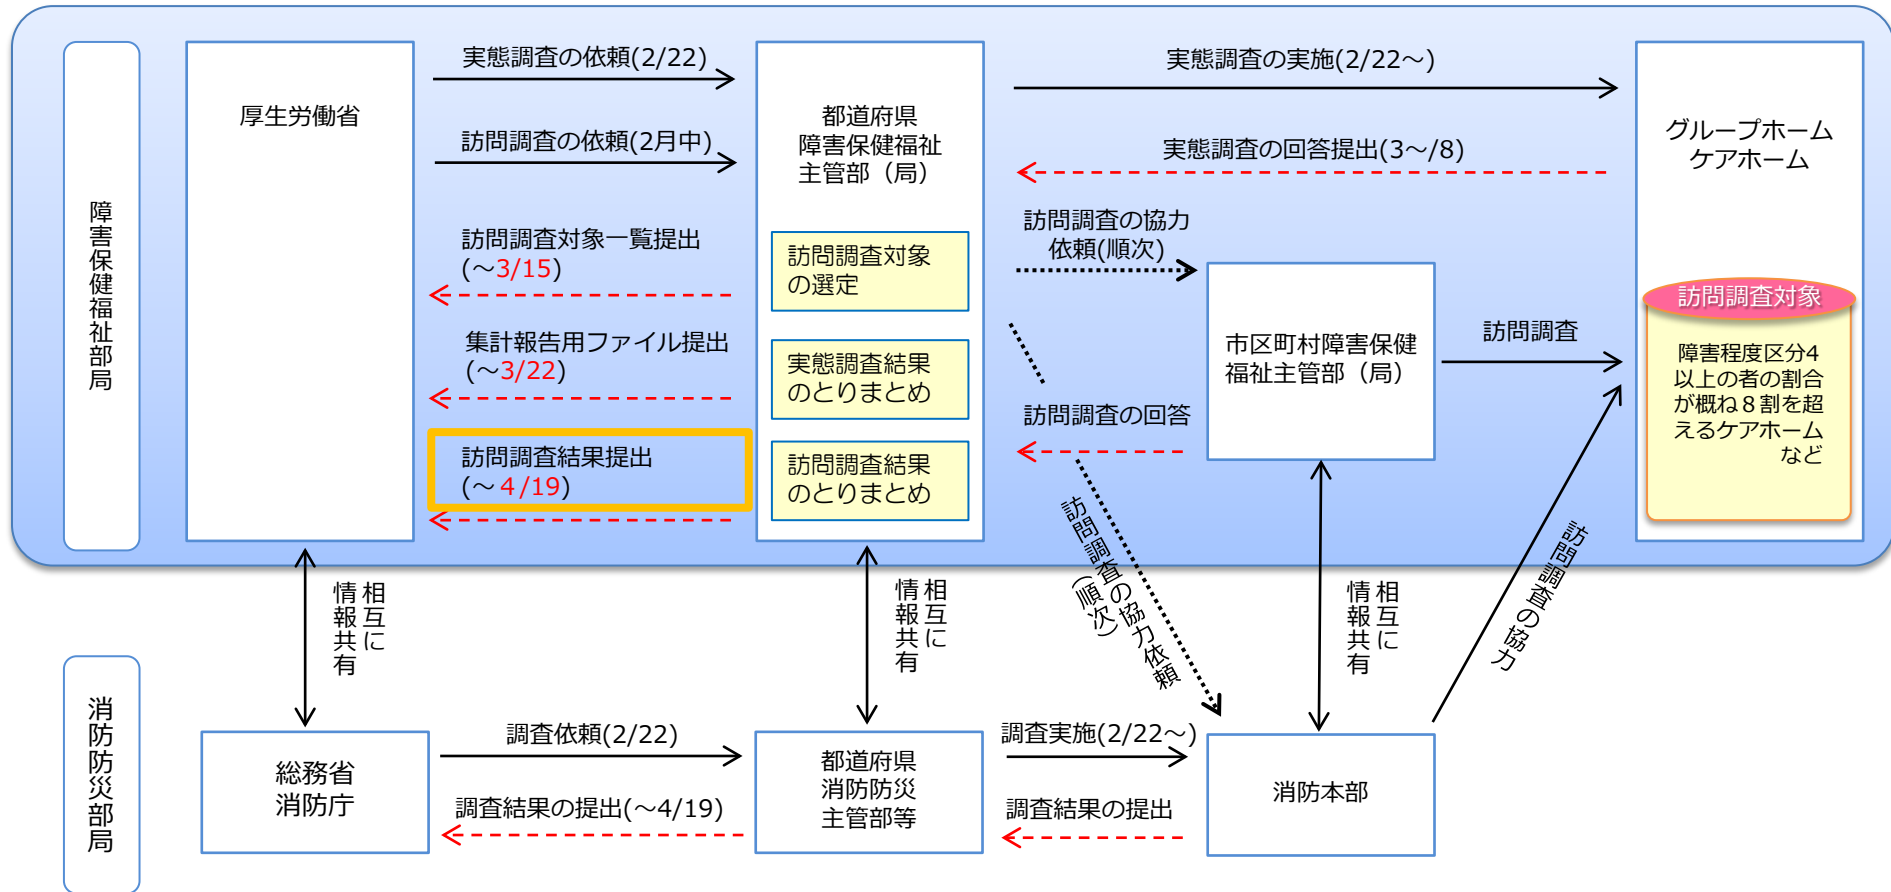 障害保健福祉部局
厚生労働省
実態調査の依頼(2/22)
訪問調査の依頼(2月中)
訪問調査対象一覧提出
(～3/15)
集計報告用ファイル提出
(～3/22)
訪問調査結果提出
(～４/19)
都道府県
障害保健福祉
主管部（局）
訪問調査対象
の選定
実態調査結果
のとりまとめ
訪問調査結果
のとりまとめ
実態調査の実施(2/22～)
実態調査の回答提出(3～/8)
訪問調査の協力
依頼(順次)
訪問調査の回答
市区町村障害保健
福祉主管部（局）
訪問調査
グループホーム
ケアホーム
訪問調査対象
障害程度区分4
以上の者の割合
が概ね８割を超
えるケアホーム
など
相互に
情報共有
相互に
情報共有
訪問調査の協力依頼
（順次）
相互に
情報共有
訪問調査の協力
消防防災部局
総務省
消防庁
調査依頼(2/22)
調査結果の提出(～4/19)
都道府県
消防防災
主管部等
調査実施(2/22～)
調査結果の提出
消防本部